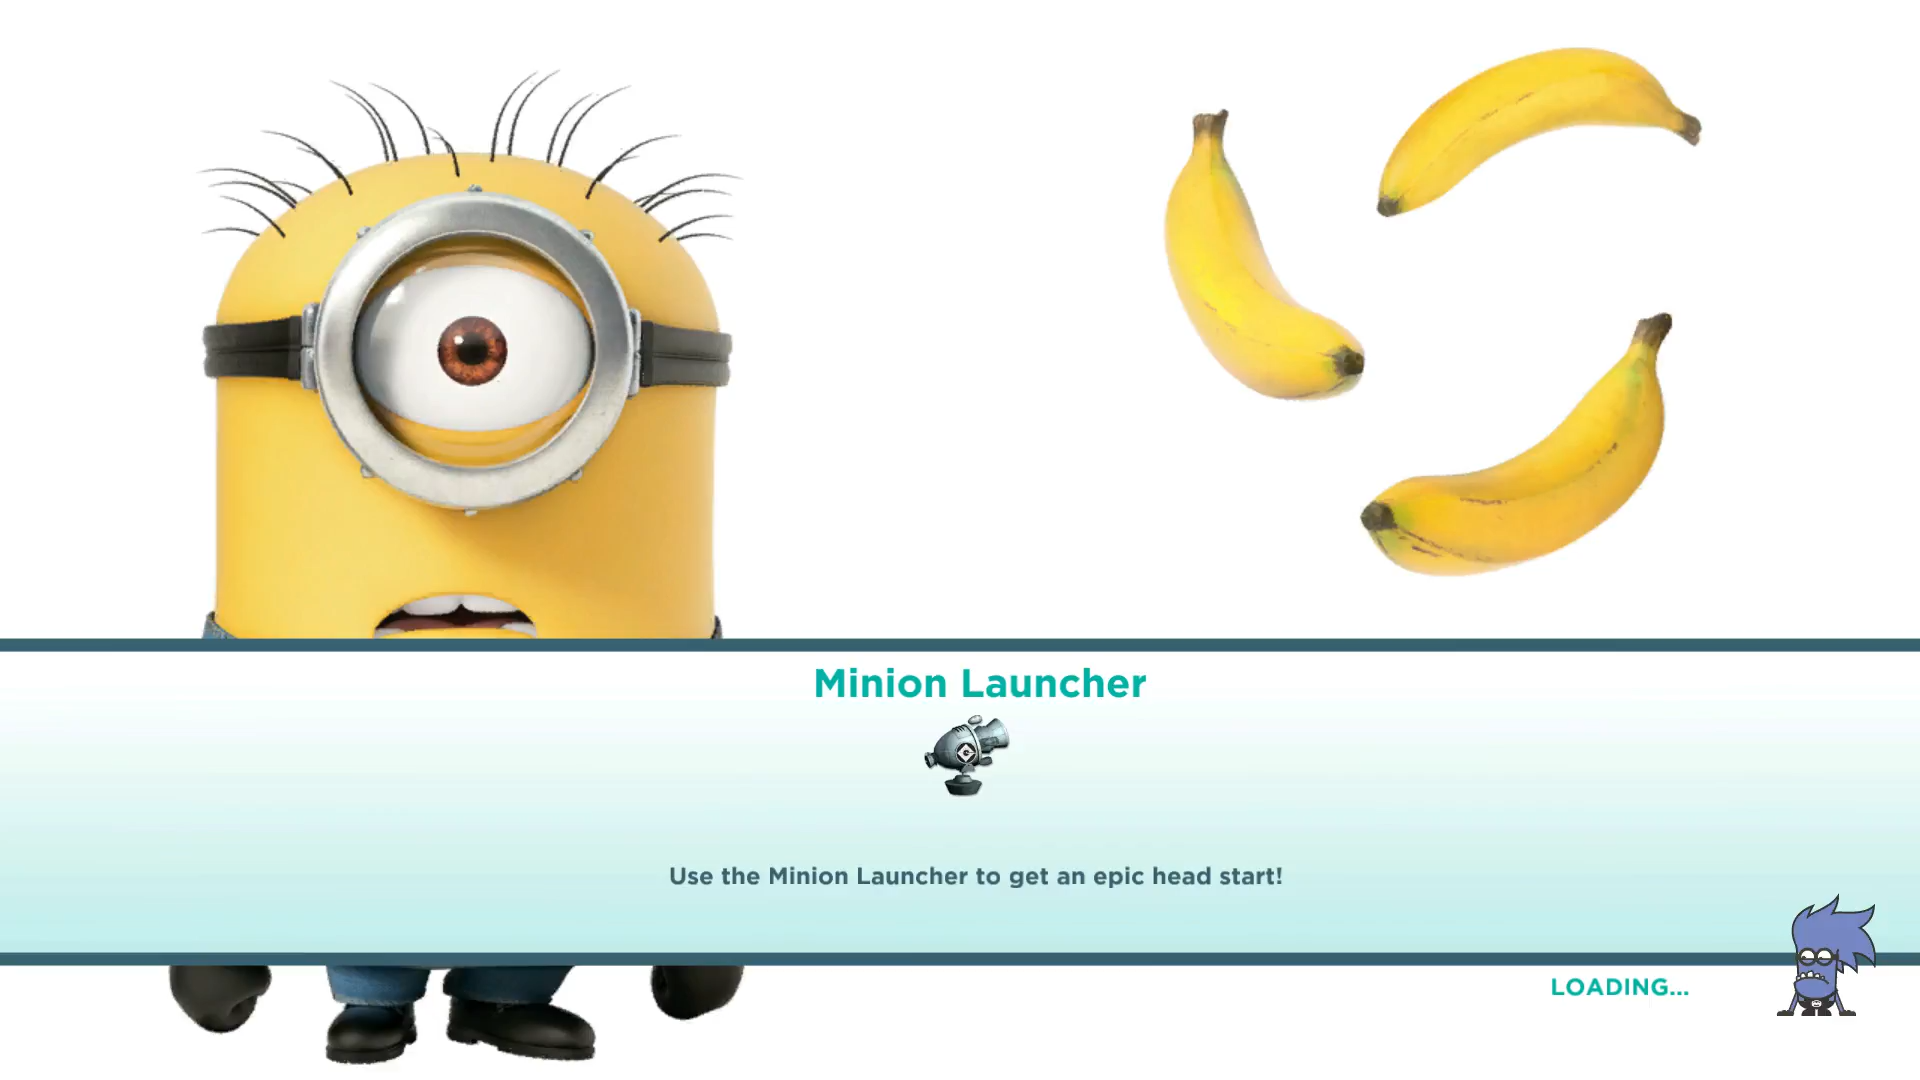 Minion Launcher
Use the Minion Launcher to get an epic head start!
LOADING...